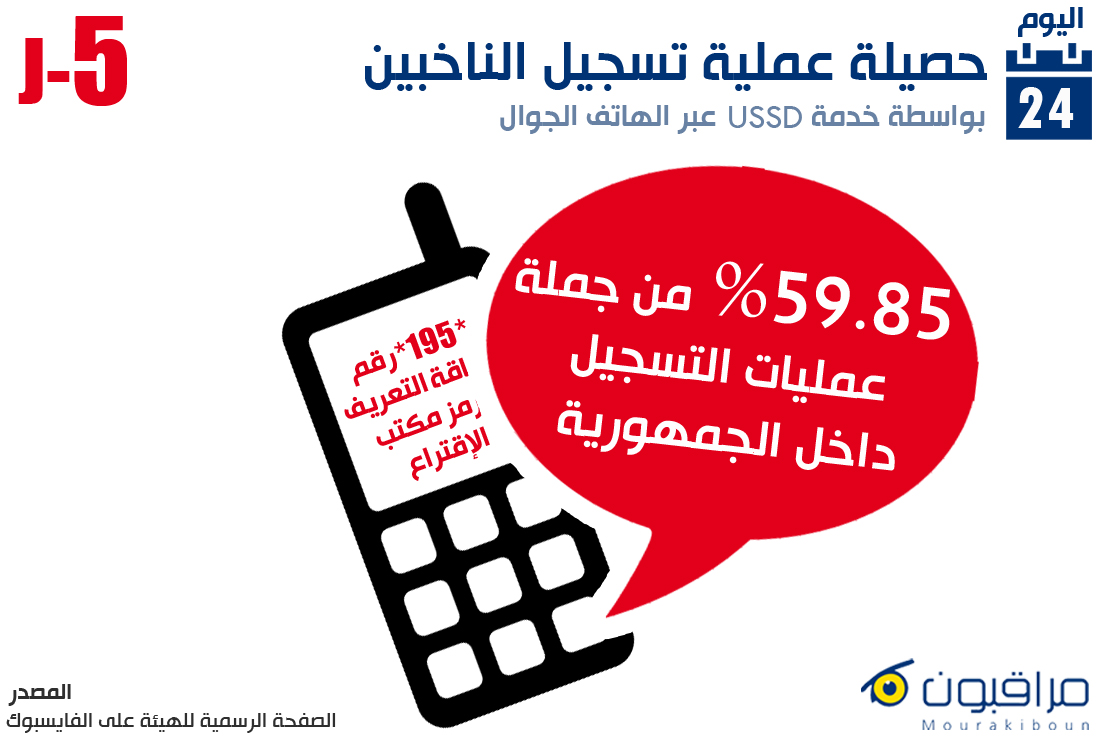 اليوم
24
حصيلة عملية تسجيل الناخبين
بواسطة خدمة USSD عبر الهاتف الجوال
ر-5
59.85% من جملة
عمليات التسجيل
داخل الجمهورية
*195*رقم
اقة التعريف
رمز مكتب
الإقتراع
المصدر
الصفحة الرسمية للهيئة على الفايسبوك
مراقبون
Mourakiboun